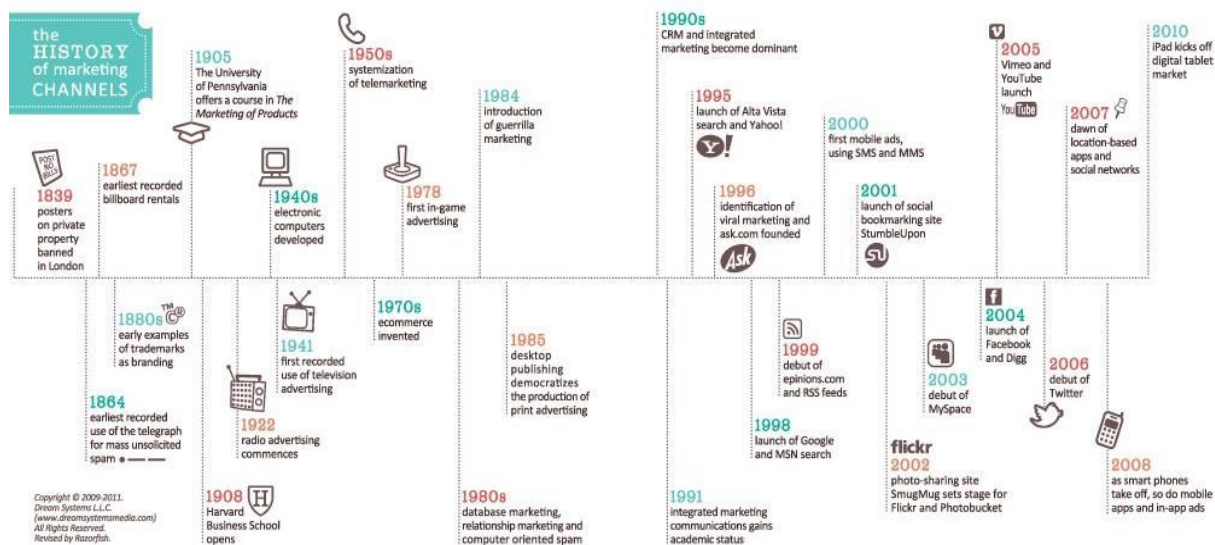 the
HISTORY
of marketing
CHANNELS
POST
NO
BILLS
1839
posters
on private
property
banned
in London
1867
earliest recorded
billboard rentals
1905
The University
of Pennsylvania
offers a course in The
Marketing of Products
1940s
electronic
computers
developed
1950s
systemization
of telemarketing
1978
first in-game
advertising
1984
introduction
of guerrilla
marketing
1990s
CRM and integrated
marketing become dominant
1995
launch of Alta Vista
search and Yahoo!
Y!
1996
identification of
viral marketing and
ask.com founded
Ask
2000
first mobile ads,
using SMS and MMS
2001
launch of social
bookmarking site
StumbleUpon
SU
V
2005
Vimeo and
YouTube
launch
YouTube
2007
dawn of
location-based
apps and
social networks
2010
iPad kicks off
digital tablet
market
1864
earliest recorded
use of the telegraph
for mass unsolicited
spam
TM
C R
1880s
early examples
of trademarks
as branding
1908
H
Harvard
Business School
opens
1922
radio advertising
commences
1941
first recorded
use of television
advertising
1970s
ecommerce
invented
1980s
database marketing,
relationship marketing and
computer oriented spam
1985
desktop
publishing
democratizes
the production of
print advertising
1991
integrated marketing
communications gains
academic status
1998
launch of Google
and MSN search
1999
debut of
epinions.com
and RSS feeds
flickr
2002
photo-sharing site
SmugMug sets stage for
Flickr and Photobucket
2003
debut of
MySpace
f
2004
launch of
Facebook
and Digg
2006
debut of
Twitter
2008
as smart phones
take off, so do mobile
apps and in-app ads
Copyright © 2009-2011.
Dream Systems L.L.C.
(www.dreamsystemsmedia.com)
All Rights Reserved.
Revised by Razorfish.